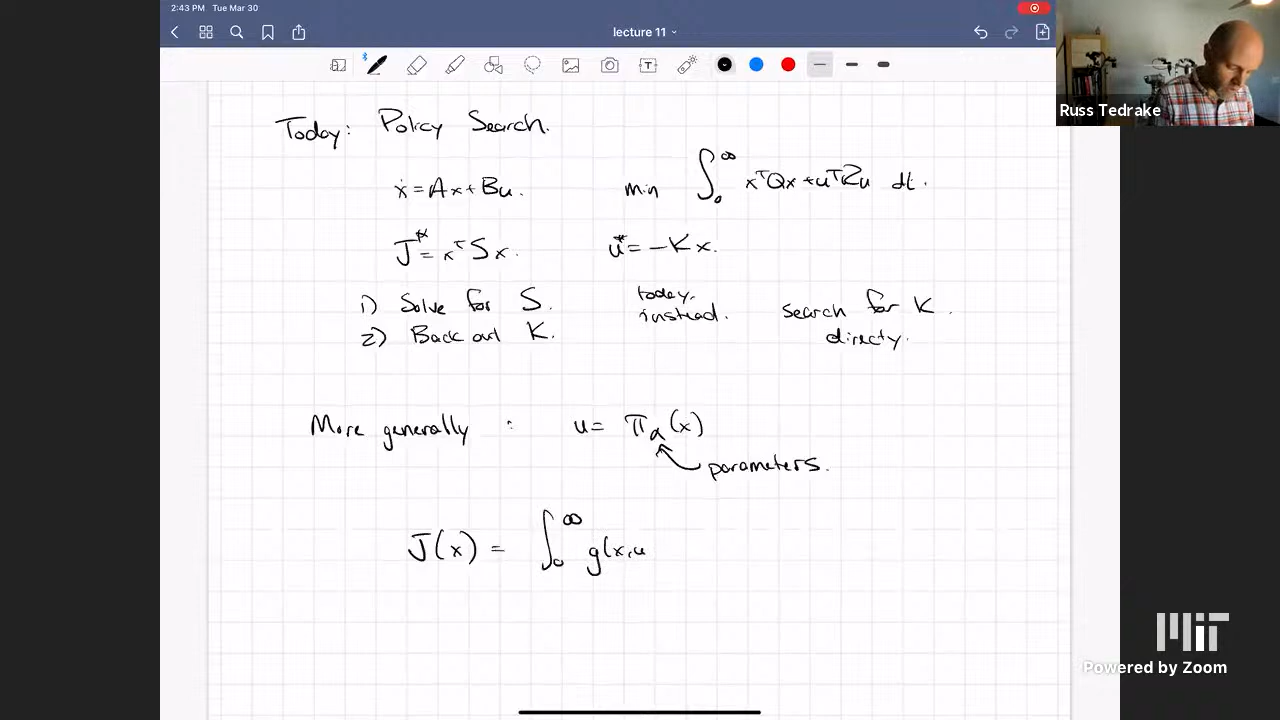 2:43 PM Tue Mar 30
lecture 11
Russ Tedrake
Today: Policy Search.
ẋ = Ax + Bu. min ∫₀^∞ xᵀQx + uᵀRu dt.
J* = xᵀSx. u* = -Kx.
1) Solve for S. today, instead. search for K directy.
2) Back out K.
More generally : u = π_α(x)
parameters.
J(x) = ∫₀^∞ g(x,u
MIT
Powered by Zoom